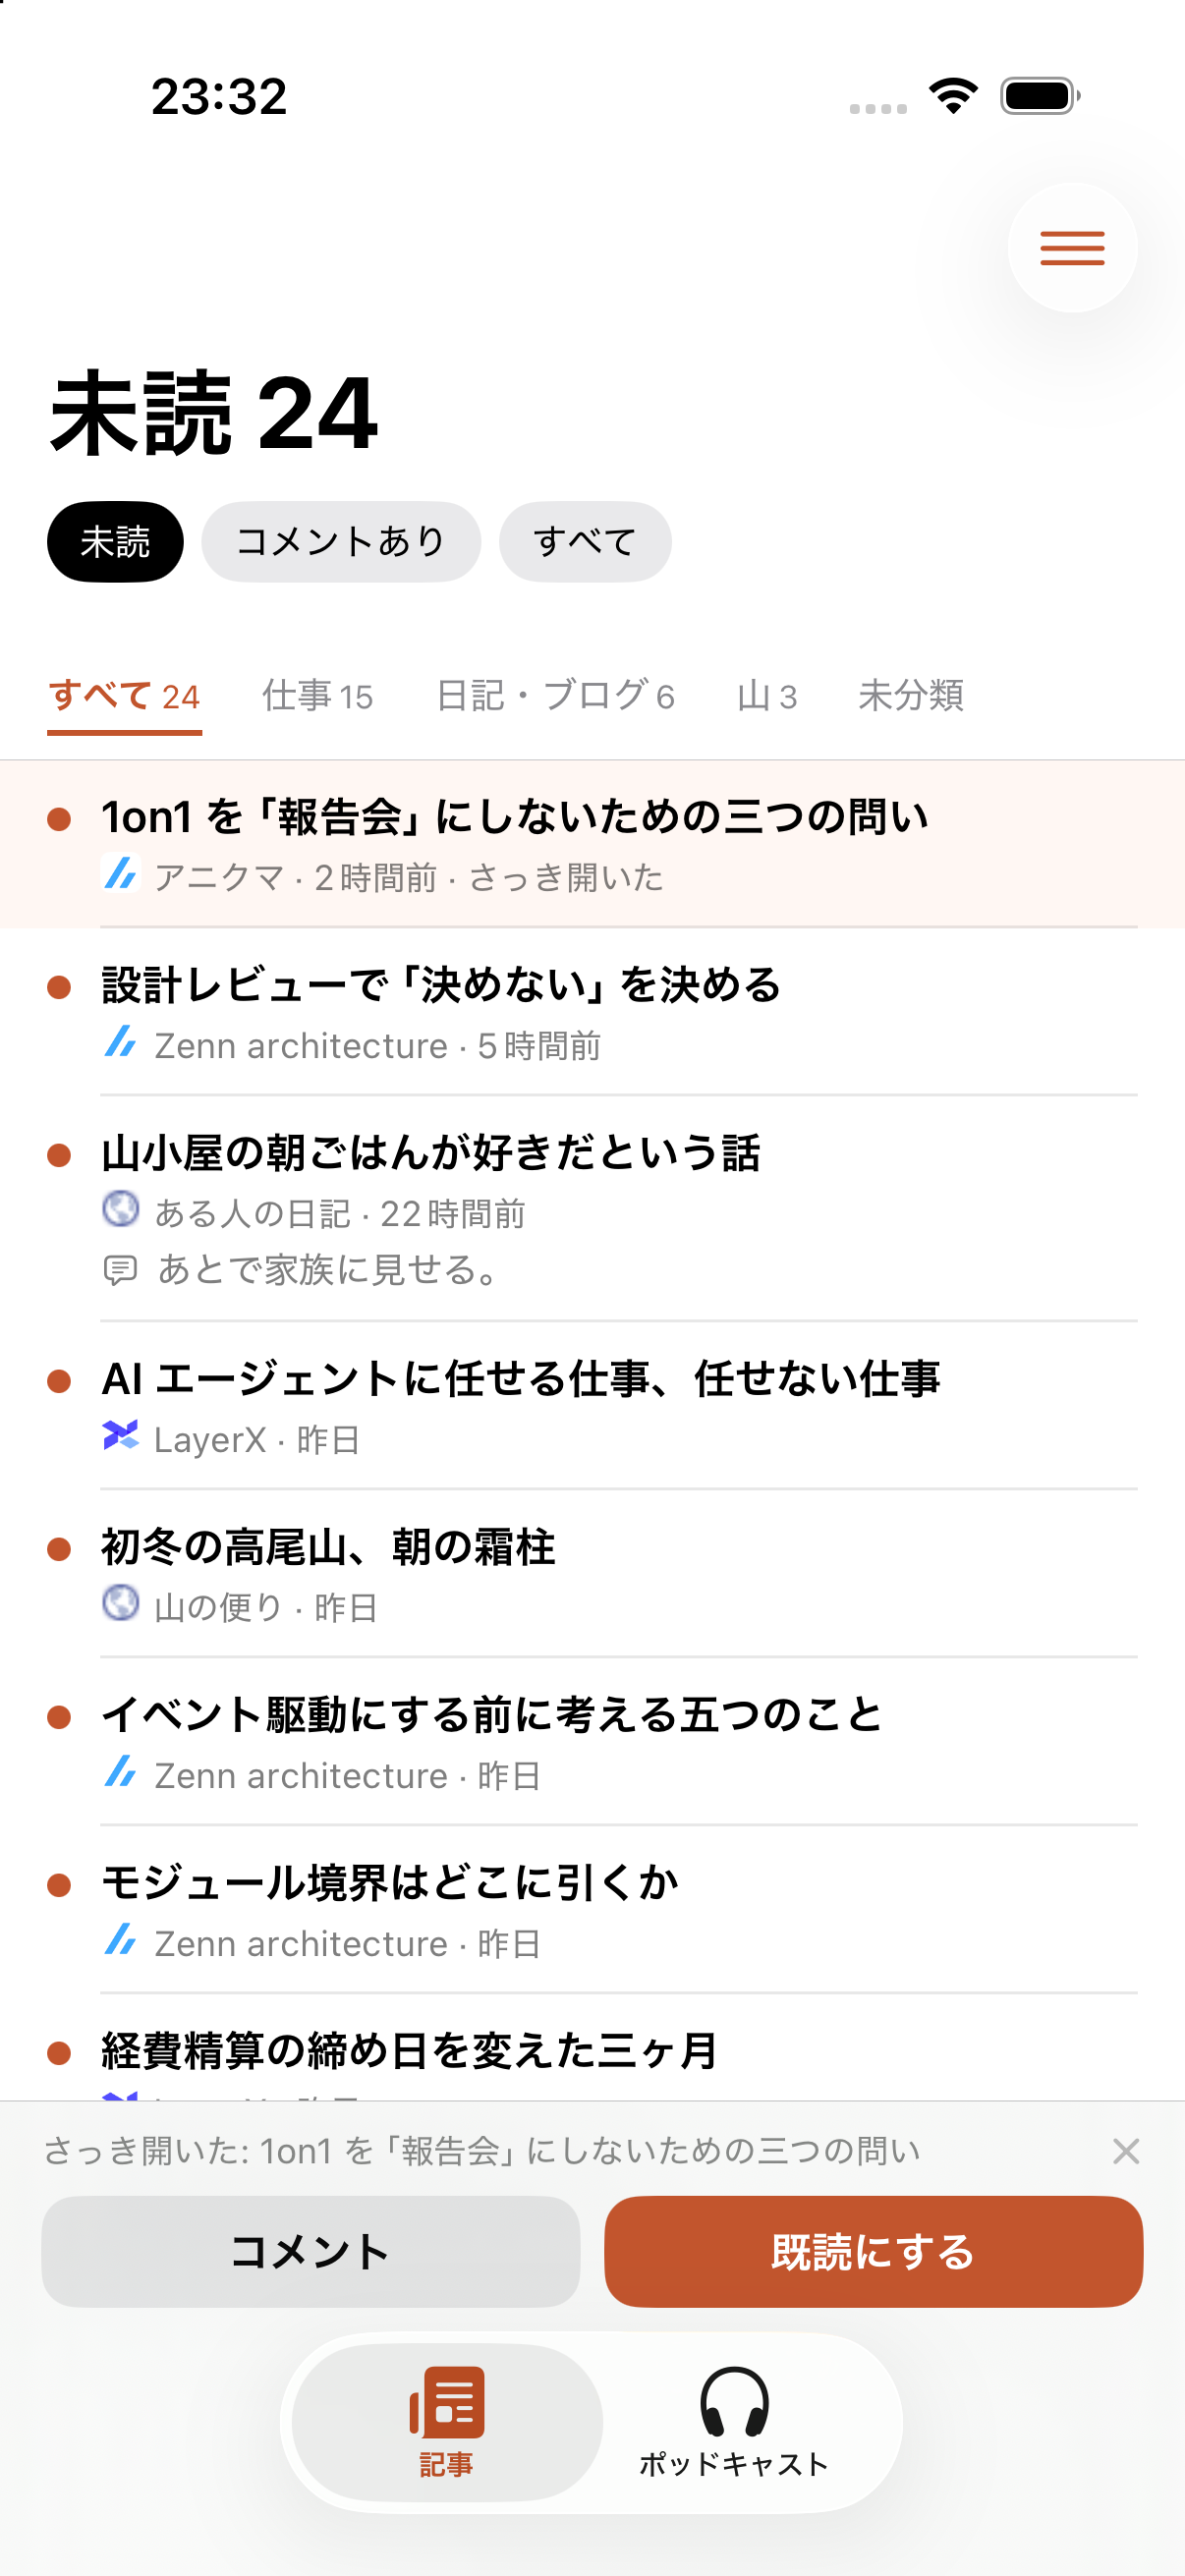 23:32
未読 24
未読 コメントあり すべて
すべて 24 仕事 15 日記・ブログ 6 山 3 未分類
1on1 を「報告会」にしないための三つの問い
アニクマ · 2時間前 · さっき開いた
設計レビューで「決めない」を決める
Zenn architecture · 5時間前
山小屋の朝ごはんが好きだという話
ある人の日記 · 22時間前
あとで家族に見せる。
AI エージェントに任せる仕事、任せない仕事
LayerX · 昨日
初冬の高尾山、朝の霜柱
山の便り · 昨日
イベント駆動にする前に考える五つのこと
Zenn architecture · 昨日
モジュール境界はどこに引くか
Zenn architecture · 昨日
経費精算の締め日を変えた三ヶ月
さっき開いた: 1on1 を「報告会」にしないための三つの問い
コメント 既読にする
記事 ポッドキャスト